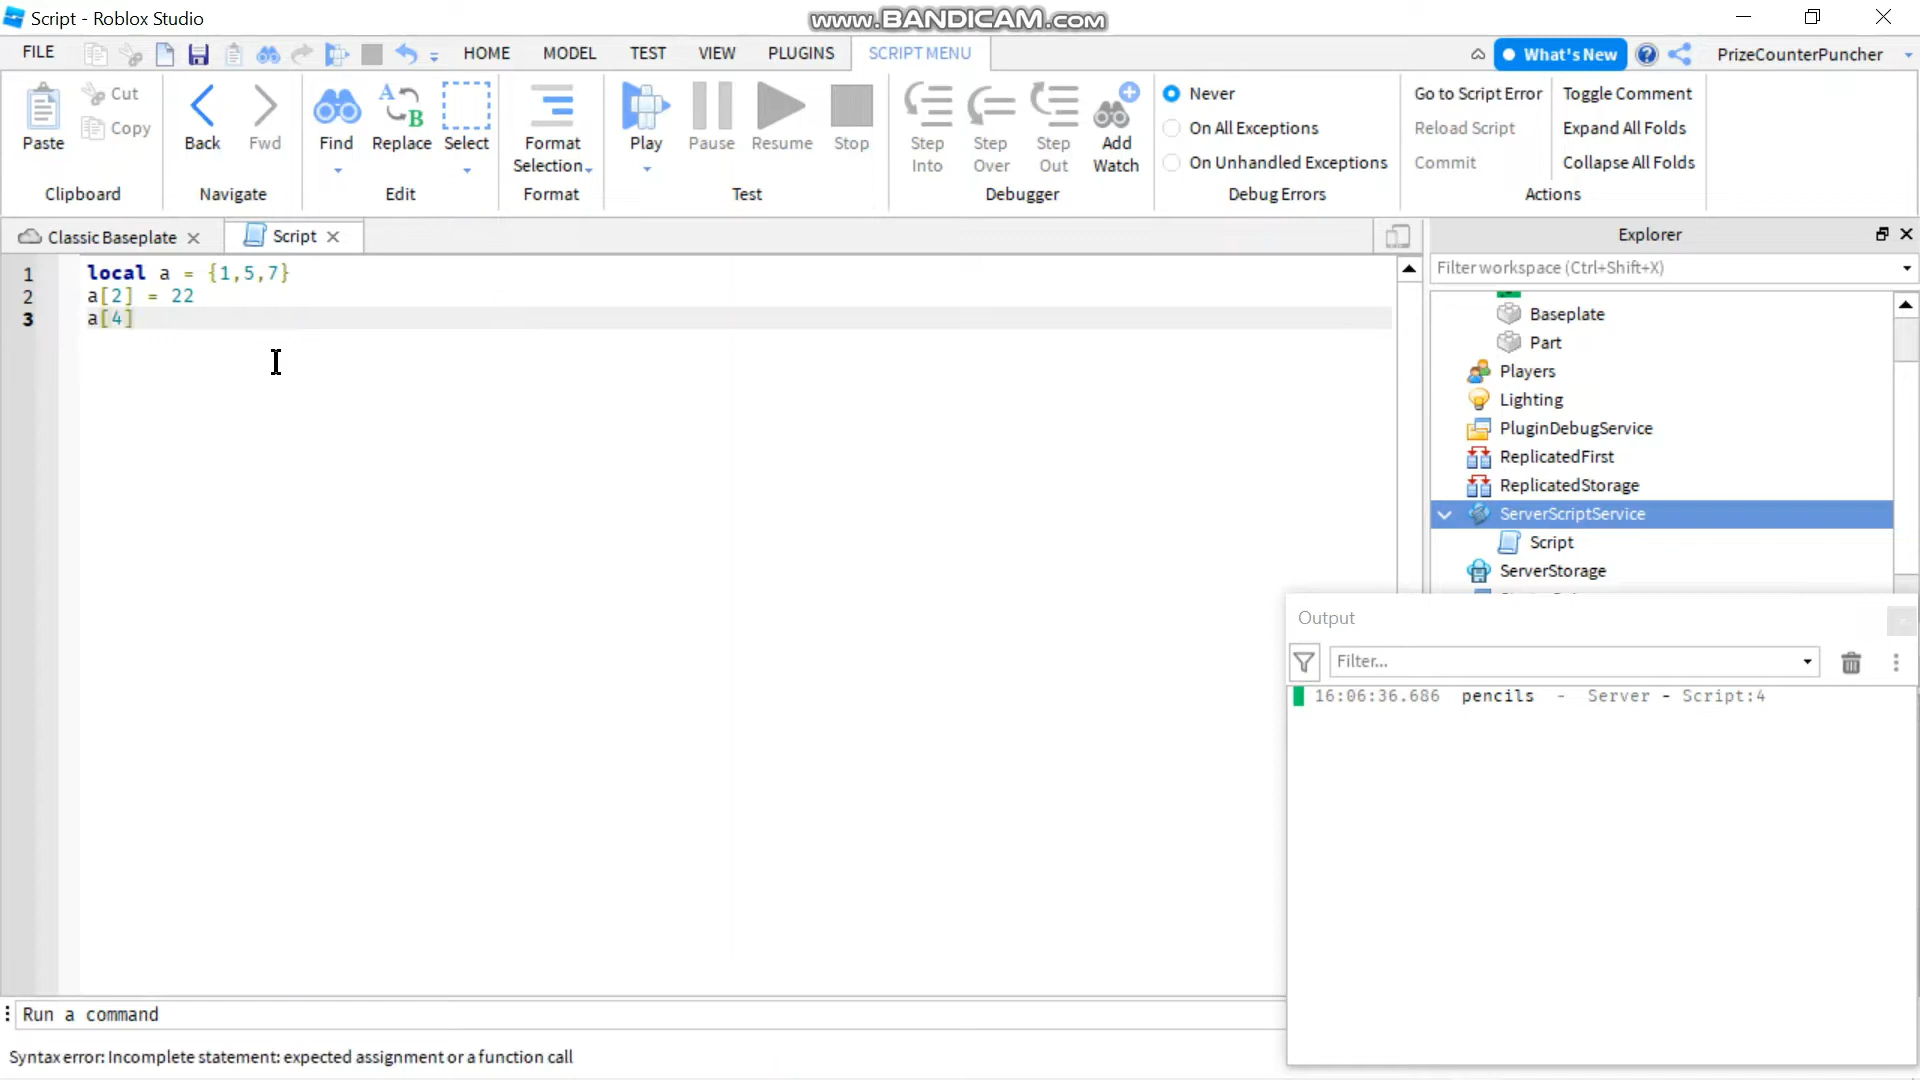 Script - Roblox Studio
www.BANDICAM.com
FILE
HOME
MODEL
TEST
VIEW
PLUGINS
SCRIPT MENU
What's New
PrizeCounterPuncher
Paste
Cut
Copy
Clipboard
Back
Fwd
Navigate
Find
Replace
Select
Edit
Format
Selection
Format
Play
Pause
Resume
Stop
Test
Step
Into
Step
Over
Step
Out
Add
Watch
Debugger
Never
On All Exceptions
On Unhandled Exceptions
Debug Errors
Go to Script Error
Reload Script
Commit
Toggle Comment
Expand All Folds
Collapse All Folds
Actions
Classic Baseplate
Script
1 local a = {1,5,7}
2 a[2] = 22
3 a[4]
Explorer
Filter workspace (Ctrl+Shift+X)
Baseplate
Part
Players
Lighting
PluginDebugService
ReplicatedFirst
ReplicatedStorage
ServerScriptService
Script
ServerStorage
Output
Filter...
16:06:36.686 pencils - Server - Script:4
Run a command
Syntax error: Incomplete statement: expected assignment or a function call